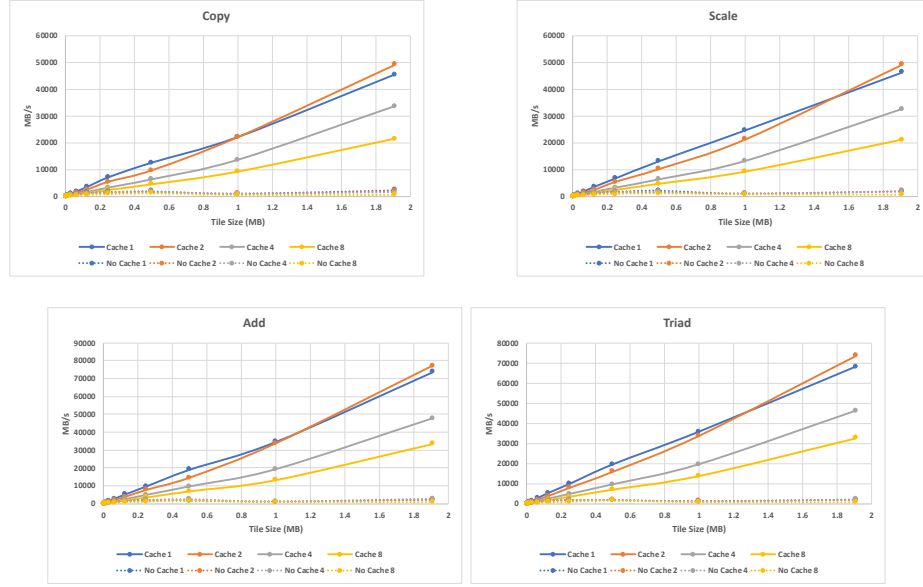 Copy
60000
50000
40000
30000
20000
10000
0
MB/s
0 0.2 0.4 0.6 0.8 1 1.2 1.4 1.6 1.8 2
Tile Size (MB)
Cache 1 Cache 2 Cache 4 Cache 8
No Cache 1 No Cache 2 No Cache 4 No Cache 8
Scale
60000
50000
40000
30000
20000
10000
0
MB/s
0 0.2 0.4 0.6 0.8 1 1.2 1.4 1.6 1.8 2
Tile Size (MB)
Cache 1 Cache 2 Cache 4 Cache 8
No Cache 1 No Cache 2 No Cache 4 No Cache 8
Add
90000
80000
70000
60000
50000
40000
30000
20000
10000
0
MB/s
0 0.2 0.4 0.6 0.8 1 1.2 1.4 1.6 1.8 2
Tile Size (MB)
Cache 1 Cache 2 Cache 4 Cache 8
No Cache 1 No Cache 2 No Cache 4 No Cache 8
Triad
80000
70000
60000
50000
40000
30000
20000
10000
0
MB/s
0 0.2 0.4 0.6 0.8 1 1.2 1.4 1.6 1.8 2
Tile Size (MB)
Cache 1 Cache 2 Cache 4 Cache 8
No Cache 1 No Cache 2 No Cache 4 No Cache 8